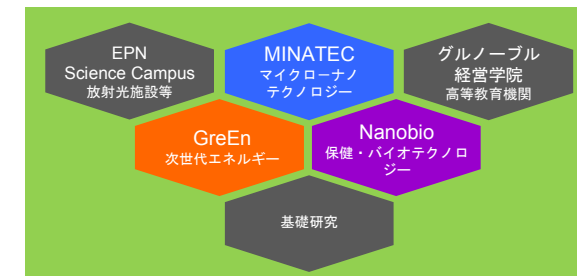 EPN
Science Campus
放射光施設等
MINATEC
マイクローナノ
テクノロジー
グルノーブル
経営学院
高等教育機関
GreEn
次世代エネルギー
Nanobio
保健・バイオテクノロ
ジー
基礎研究